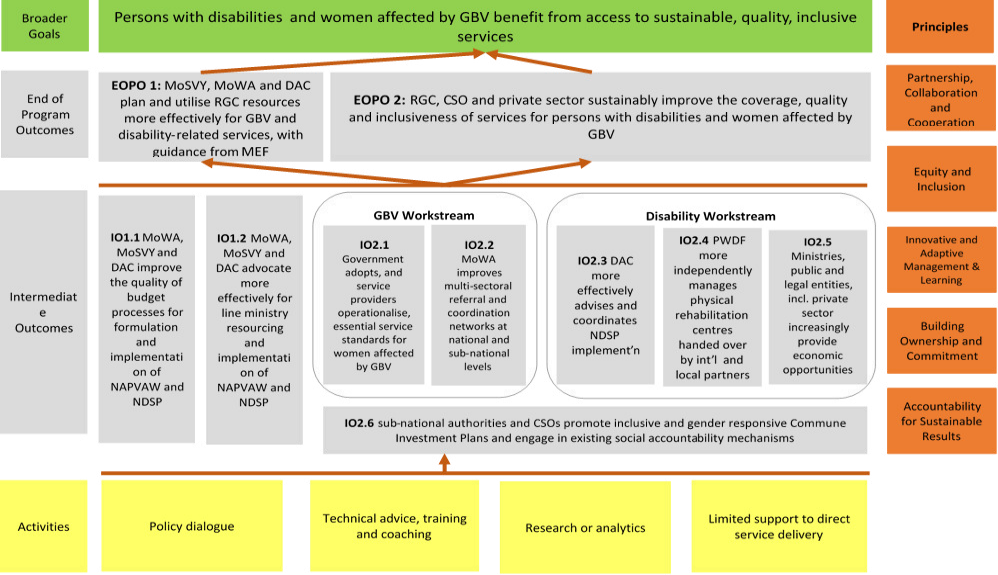 Broader
Goals
Persons with disabilities and women affected by GBV benefit from access to sustainable, quality, inclusive
services
Principles
End of
Program
Outcomes
EOPO 1: MoSVY, MoWA and DAC
plan and utilise RGC resources
more effectively for GBV and
disability-related services, with
guidance from MEF
EOPO 2: RGC, CSO and private sector sustainably improve the coverage, quality
and inclusiveness of services for persons with disabilities and women affected by
GBV
Partnership,
Collaboration
and
Cooperation
Equity and
Inclusion
Innovative and
Adaptive
Management &
Learning
Building
Ownership and
Commitment
Accountability
for Sustainable
Results
Intermediat
e
Outcomes
IO1.1 MoWA,
MoSVY and
DAC improve
the quality of
budget
processes for
formulation
and
implementati
on of
NAPVAW and
NDSP
IO1.2 MoWA,
MoSVY and
DAC advocate
more
effectively for
line ministry
resourcing
and
implementati
on of
NAPVAW and
NDSP
GBV Workstream
IO2.1
Government
adopts, and
service
providers
operationalise,
essential service
standards for
women affected
by GBV
IO2.2
MoWA
improves
multi-sectoral
referral and
coordination
networks at
national and
sub-national
levels
Disability Workstream
IO2.3 DAC
more
effectively
advises and
coordinates
NDSP
implement’n
IO2.4 PWDF
more
independently
manages
physical
rehabilitation
centres
handed over
by int’l and
local partners
IO2.5
Ministries,
public and
legal entities,
incl. private
sector
increasingly
provide
economic
opportunities
IO2.6 sub-national authorities and CSOs promote inclusive and gender responsive Commune
Investment Plans and engage in existing social accountability mechanisms
Activities
Policy dialogue
Technical advice, training
and coaching
Research or analytics
Limited support to direct
service delivery